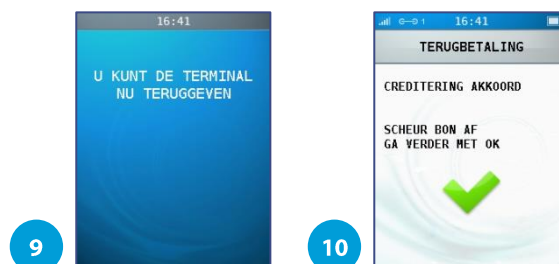 16:41
U KUNT DE TERMINAL
NU TERUGGEVEN
9
1 16:41
TERUGBETALING
CREDITERING AKKOORD
SCHEUR BON AF
GA VERDER MET OK
10